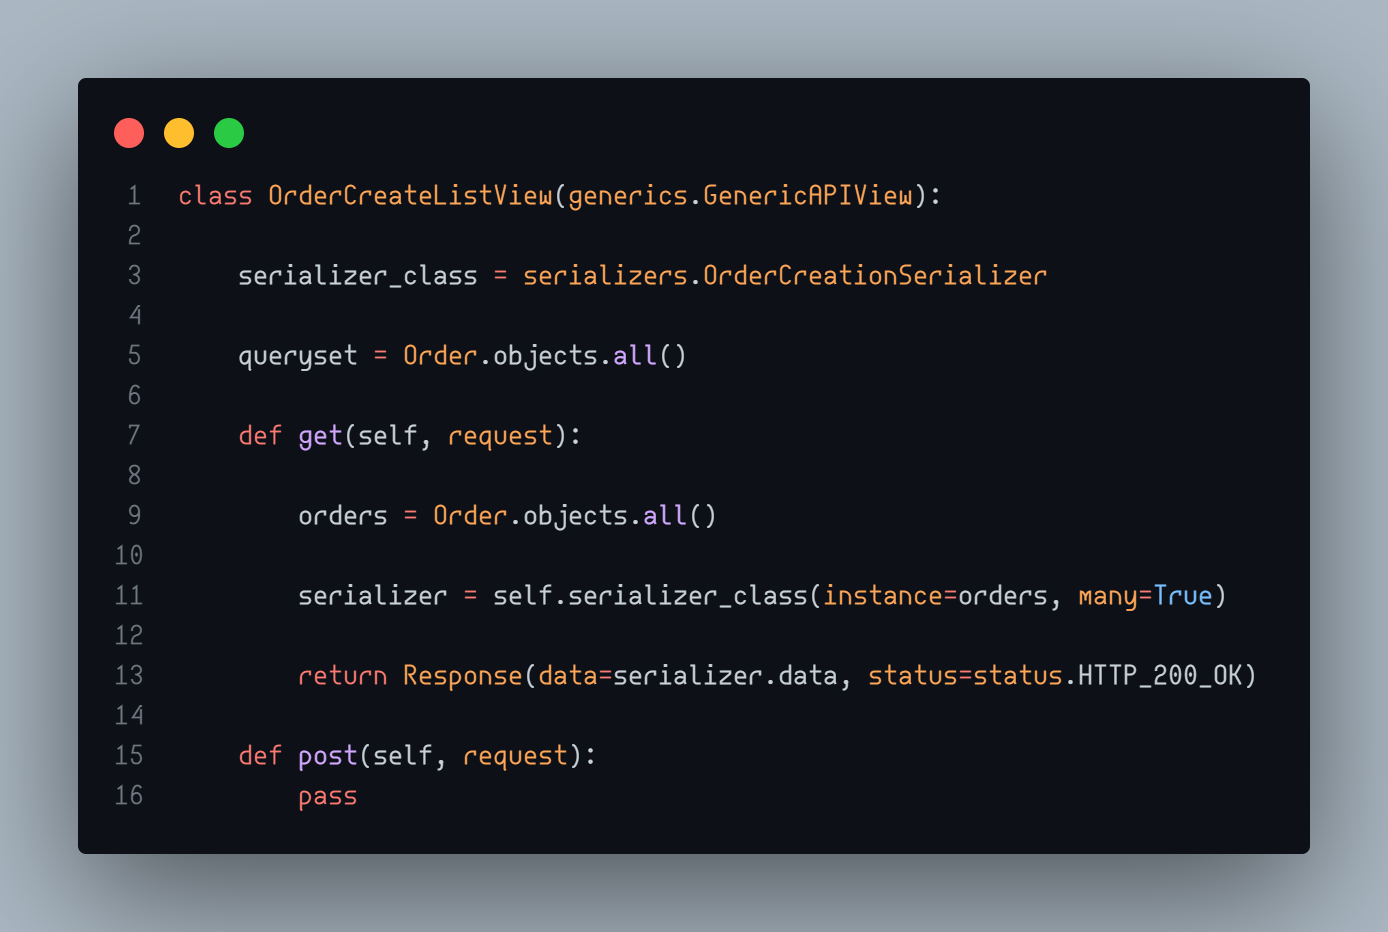 1 class OrderCreateListView(generics.GenericAPIView):
2
3     serializer_class = serializers.OrderCreationSerializer
4
5     queryset = Order.objects.all()
6
7     def get(self, request):
8
9         orders = Order.objects.all()
10
11         serializer = self.serializer_class(instance=orders, many=True)
12
13         return Response(data=serializer.data, status=status.HTTP_200_OK)
14
15     def post(self, request):
16         pass